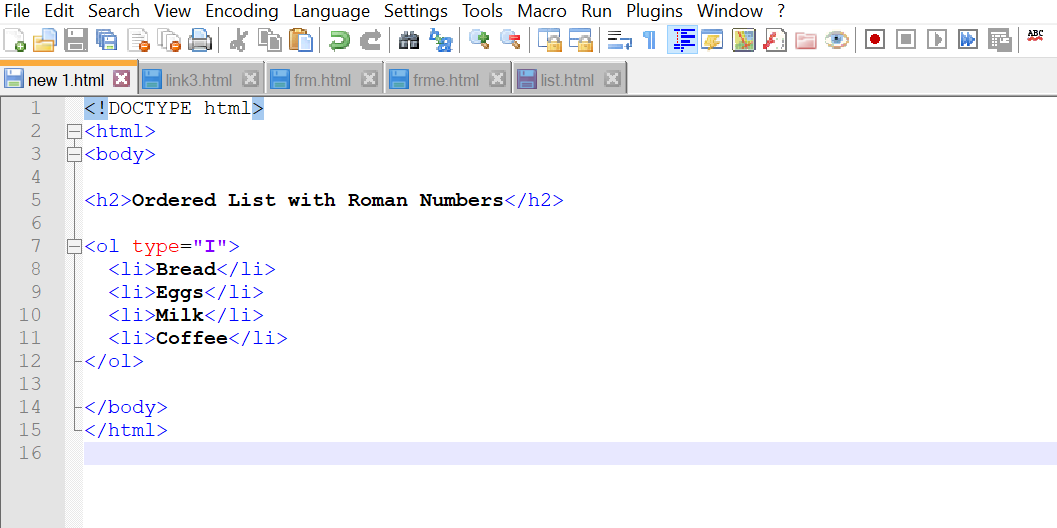 File Edit Search View Encoding Language Settings Tools Macro Run Plugins Window ?
ABC
new 1.html link3.html frm.html frme.html list.html
1 <!DOCTYPE html>
2 <html>
3 <body>
4
5 <h2>Ordered List with Roman Numbers</h2>
6
7 <ol type="I">
8 <li>Bread</li>
9 <li>Eggs</li>
10 <li>Milk</li>
11 <li>Coffee</li>
12 </ol>
13
14 </body>
15 </html>
16